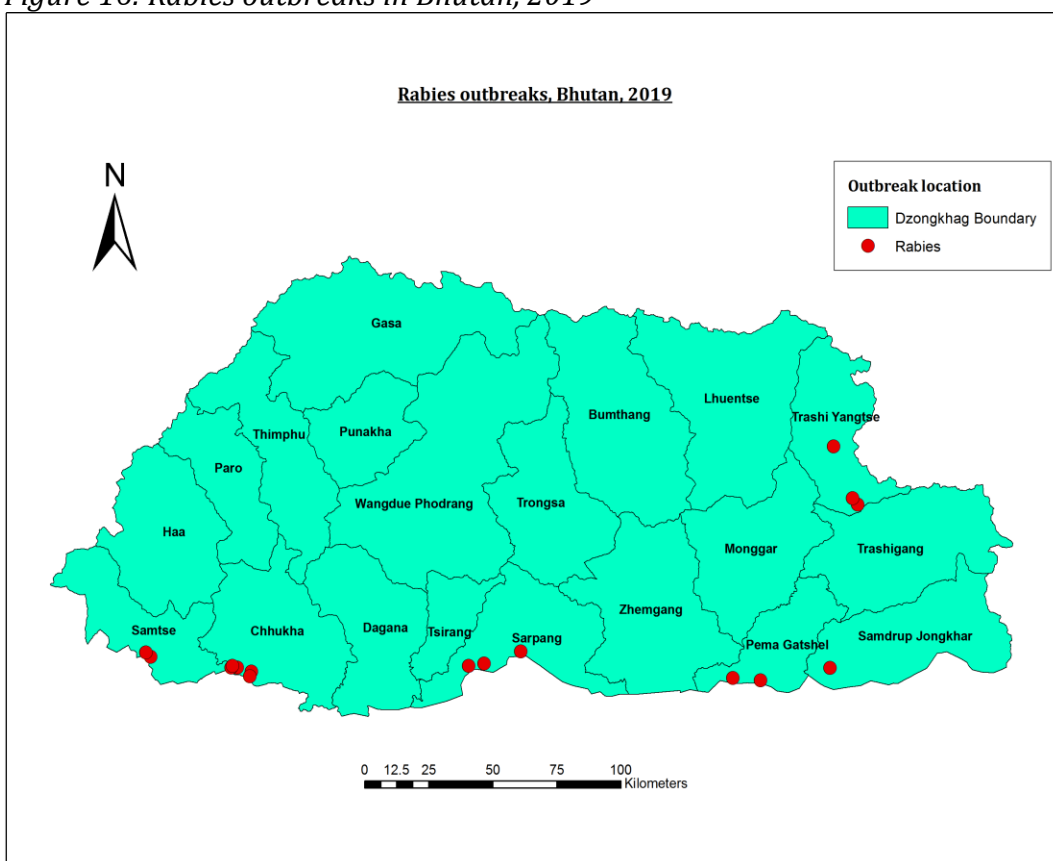 Figure 16: Rabies outbreaks in Bhutan, 2019
Rabies outbreaks, Bhutan, 2019
N
Outbreak location
Dzongkhag Boundary
Rabies
Gasa
Lhuentse
Bumthang
Trashi Yangtse
Punakha
Thimphu
Paro
Wangdue Phodrang
Trongsa
Haa
Monggar
Trashigang
Zhemgang
Samtse
Chhukha
Dagana
Tsirang
Sarpang
Pema Gatshel
Samdrup Jongkhar
0 12.5 25 50 75 100
Kilometers